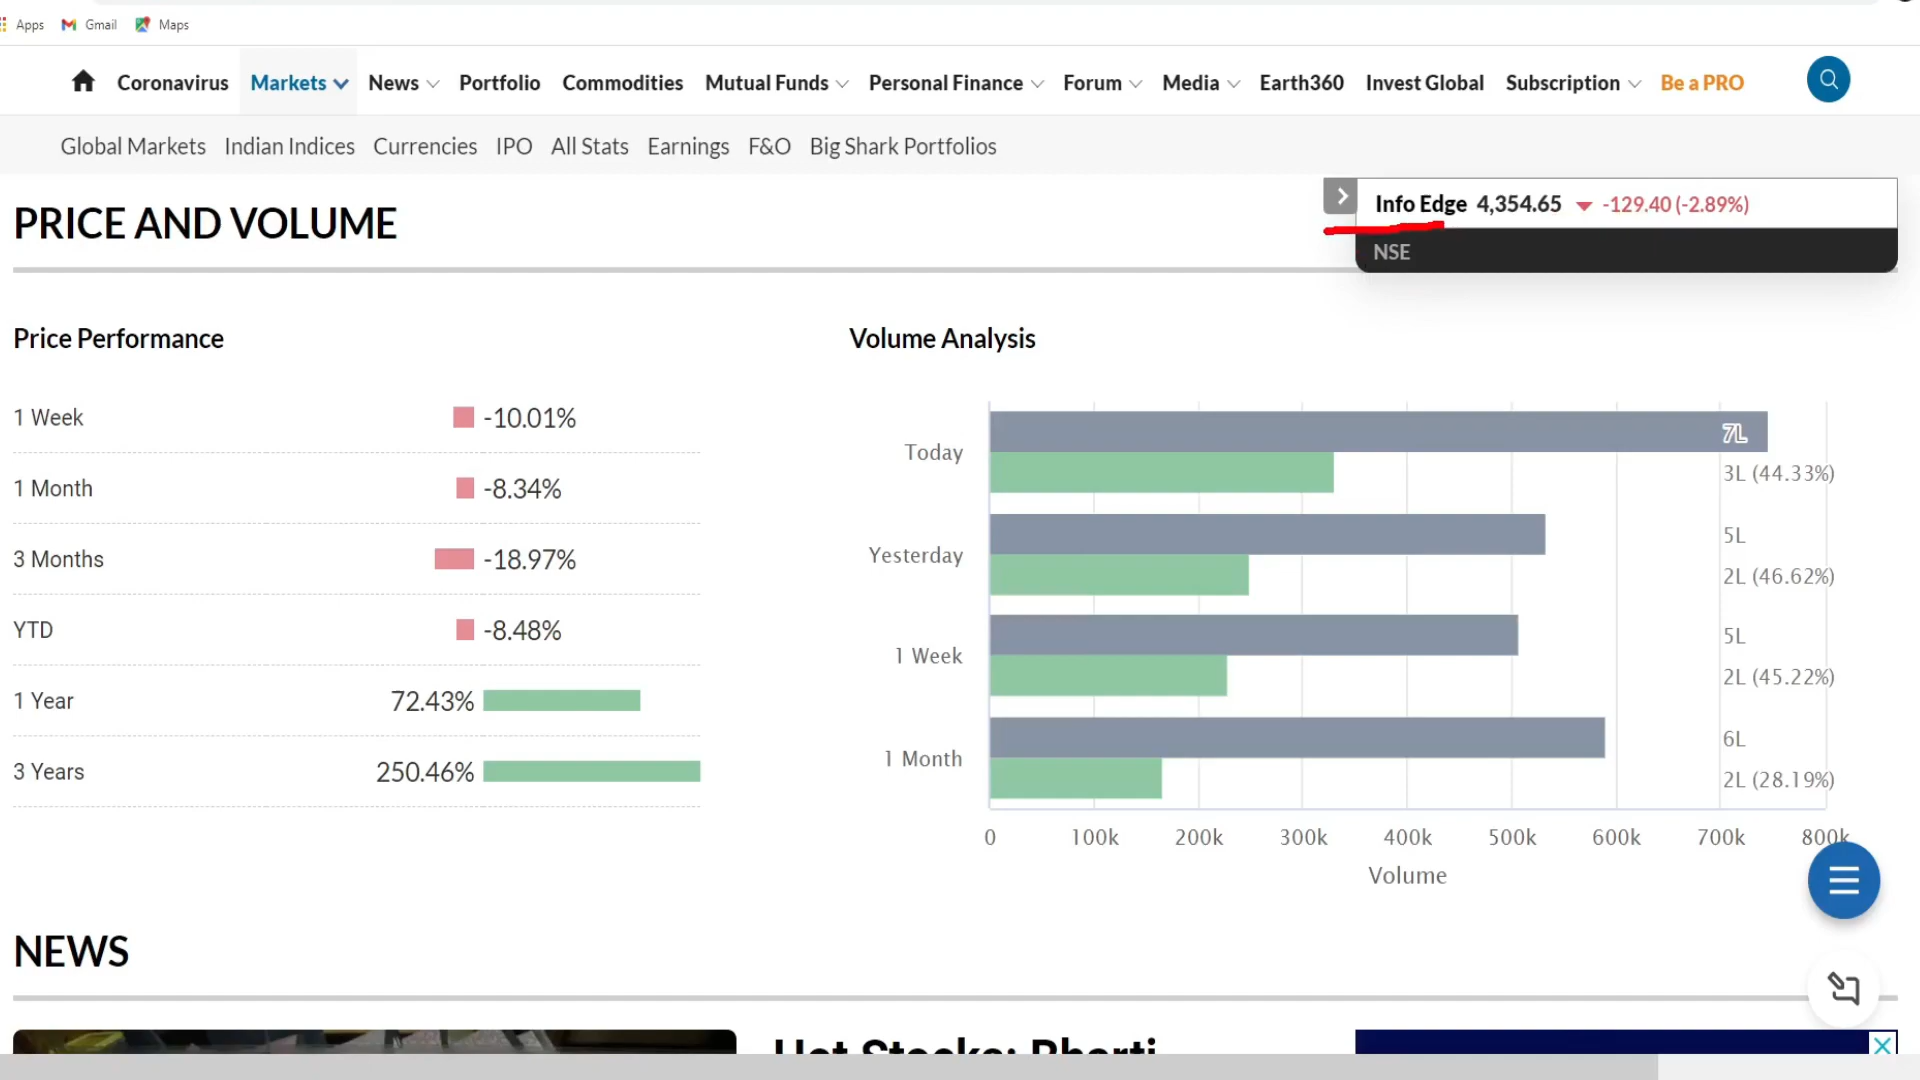 Apps Gmail Maps
Coronavirus Markets News Portfolio Commodities Mutual Funds Personal Finance Forum Media Earth360 Invest Global Subscription Be a PRO
Global Markets Indian Indices Currencies IPO All Stats Earnings F&O Big Shark Portfolios
PRICE AND VOLUME
Info Edge 4,354.65 -129.40 (-2.89%)
NSE
Price Performance
1 Week -10.01%
1 Month -8.34%
3 Months -18.97%
YTD -8.48%
1 Year 72.43%
3 Years 250.46%
Volume Analysis
Today 7L
3L (44.33%)
Yesterday 5L
2L (46.62%)
1 Week 5L
2L (45.22%)
1 Month 6L
2L (28.19%)
0 100k 200k 300k 400k 500k 600k 700k 800k
Volume
NEWS
Hot Stocks: Bharti